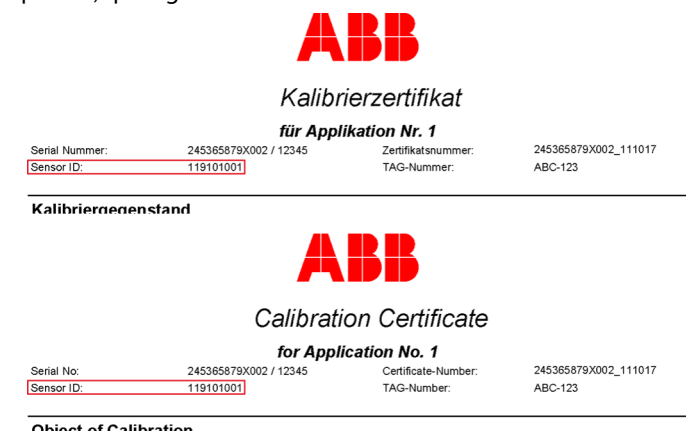 ABB
Kalibrierzertifikat
für Applikation Nr. 1
Serial Nummer: 245365879X002 / 12345 Zertifikatsnummer: 245365879X002_111017
Sensor ID: 119101001 TAG-Nummer: ABC-123
Kalibriergegenstand
ABB
Calibration Certificate
for Application No. 1
Serial No: 245365879X002 / 12345 Certificate-Number: 245365879X002_111017
Sensor ID: 119101001 TAG-Number: ABC-123
Object of Calibration